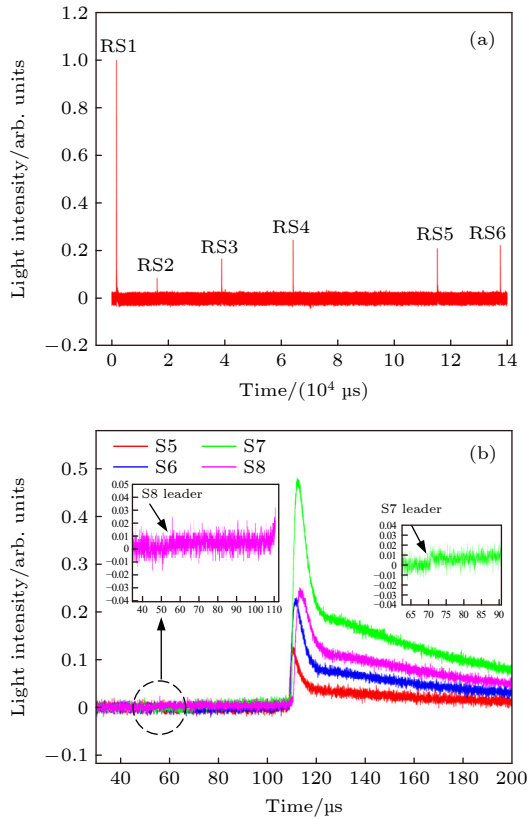 1.2
(a)
RS1
1.0
0.8
0.6
0.4
RS4
RS5
RS6
RS3
0.2
RS2
0
−0.2
Light intensity/arb. units
0 2 4 6 8 10 12 14
Time/(10⁴ µs)
S5 S7
S6 S8
(b)
0.5
0.4
0.3
0.2
0.1
0
−0.1
Light intensity/arb. units
S8 leader
0.05
0.04
0.03
0.02
0.01
0
−0.01
−0.02
−0.03
−0.04
40 50 60 70 80 90 100 110
S7 leader
0.04
0.03
0.02
0.01
0
−0.01
−0.02
−0.03
−0.04
65 70 75 80 85 90
40 60 80 100 120 140 160 180 200
Time/µs